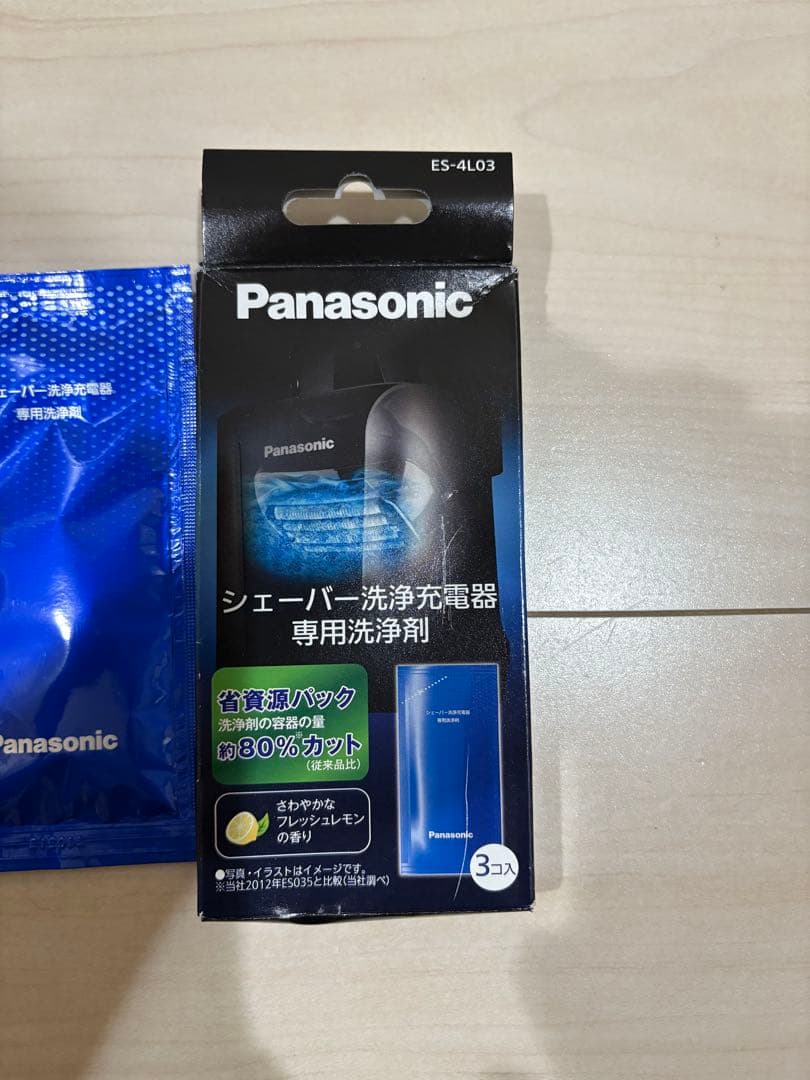 ES-4L03
Panasonic
Panasonic
シェーバー洗浄充電器
専用洗浄剤
省資源パック
洗浄剤の容器の量
約80%※カット
(従来品比)
さわやかな
フレッシュレモン
の香り
●写真・イラストはイメージです。
※当社2012年ES035と比較(当社調べ)
シェーバー洗浄充電器
専用洗浄剤
Panasonic
3コ入
ェーバー洗浄充電器
専用洗浄剤
Panasonic